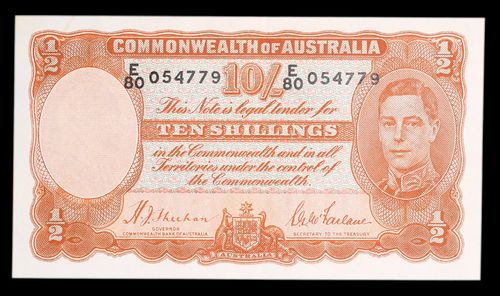 COMMONWEALTH OF AUSTRALIA
1/2 1/2
E/80 054779 10/- E/80 054779
This Note is legal tender for
TEN SHILLINGS
in the Commonwealth and in all
Territories under the control of
the Commonwealth.
1/2 1/2
H.J. Sheehan S.G. McFarlane
GOVERNOR SECRETARY TO THE TREASURY
COMMONWEALTH BANK OF AUSTRALIA
AUSTRALIA